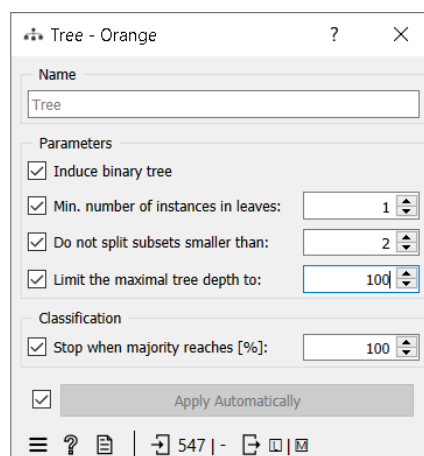 Tree - Orange ?
Name
Tree
Parameters
Induce binary tree
Min. number of instances in leaves: 1
Do not split subsets smaller than: 2
Limit the maximal tree depth to: 100
Classification
Stop when majority reaches [%]: 100
Apply Automatically
? 547 | - L | M